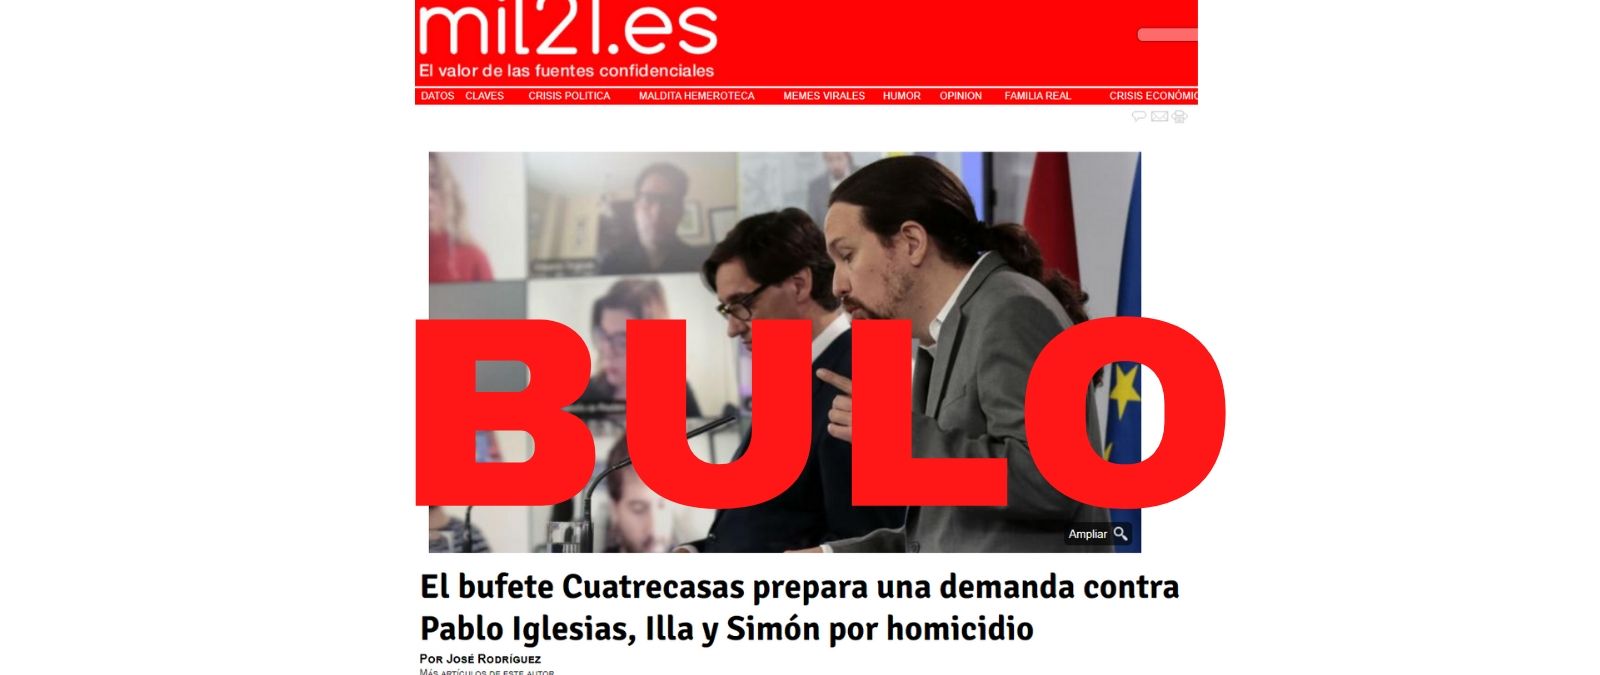 mil21.es
El valor de las fuentes confidenciales
DATOS CLAVES CRISIS POLITICA MALDITA HEMEROTECA MEMES VIRALES HUMOR OPINION FAMILIA REAL CRISIS ECONÓMIC
BULO
Ampliar
El bufete Cuatrecasas prepara una demanda contra
Pablo Iglesias, Illa y Simón por homicidio
POR JOSÉ RODRÍGUEZ
MÁS ARTÍCULOS DE ESTE AUTOR